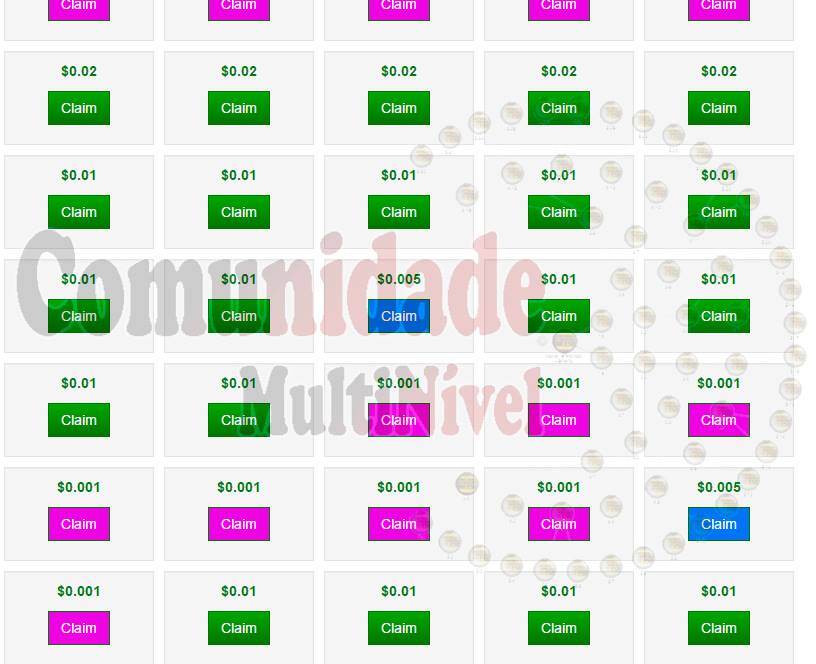 Claim Claim Claim Claim Claim
$0.02 $0.02 $0.02 $0.02 $0.02
Claim Claim Claim Claim Claim
$0.01 $0.01 $0.01 $0.01 $0.01
Claim Claim Claim Claim Claim
$0.01 $0.01 $0.005 $0.01 $0.01
Comunidade
Claim Claim Claim Claim Claim
$0.01 $0.01 $0.001 $0.001 $0.001
MultiNível
Claim Claim Claim Claim Claim
$0.001 $0.001 $0.001 $0.001 $0.005
Claim Claim Claim Claim Claim
$0.001 $0.01 $0.01 $0.01 $0.01
Claim Claim Claim Claim Claim